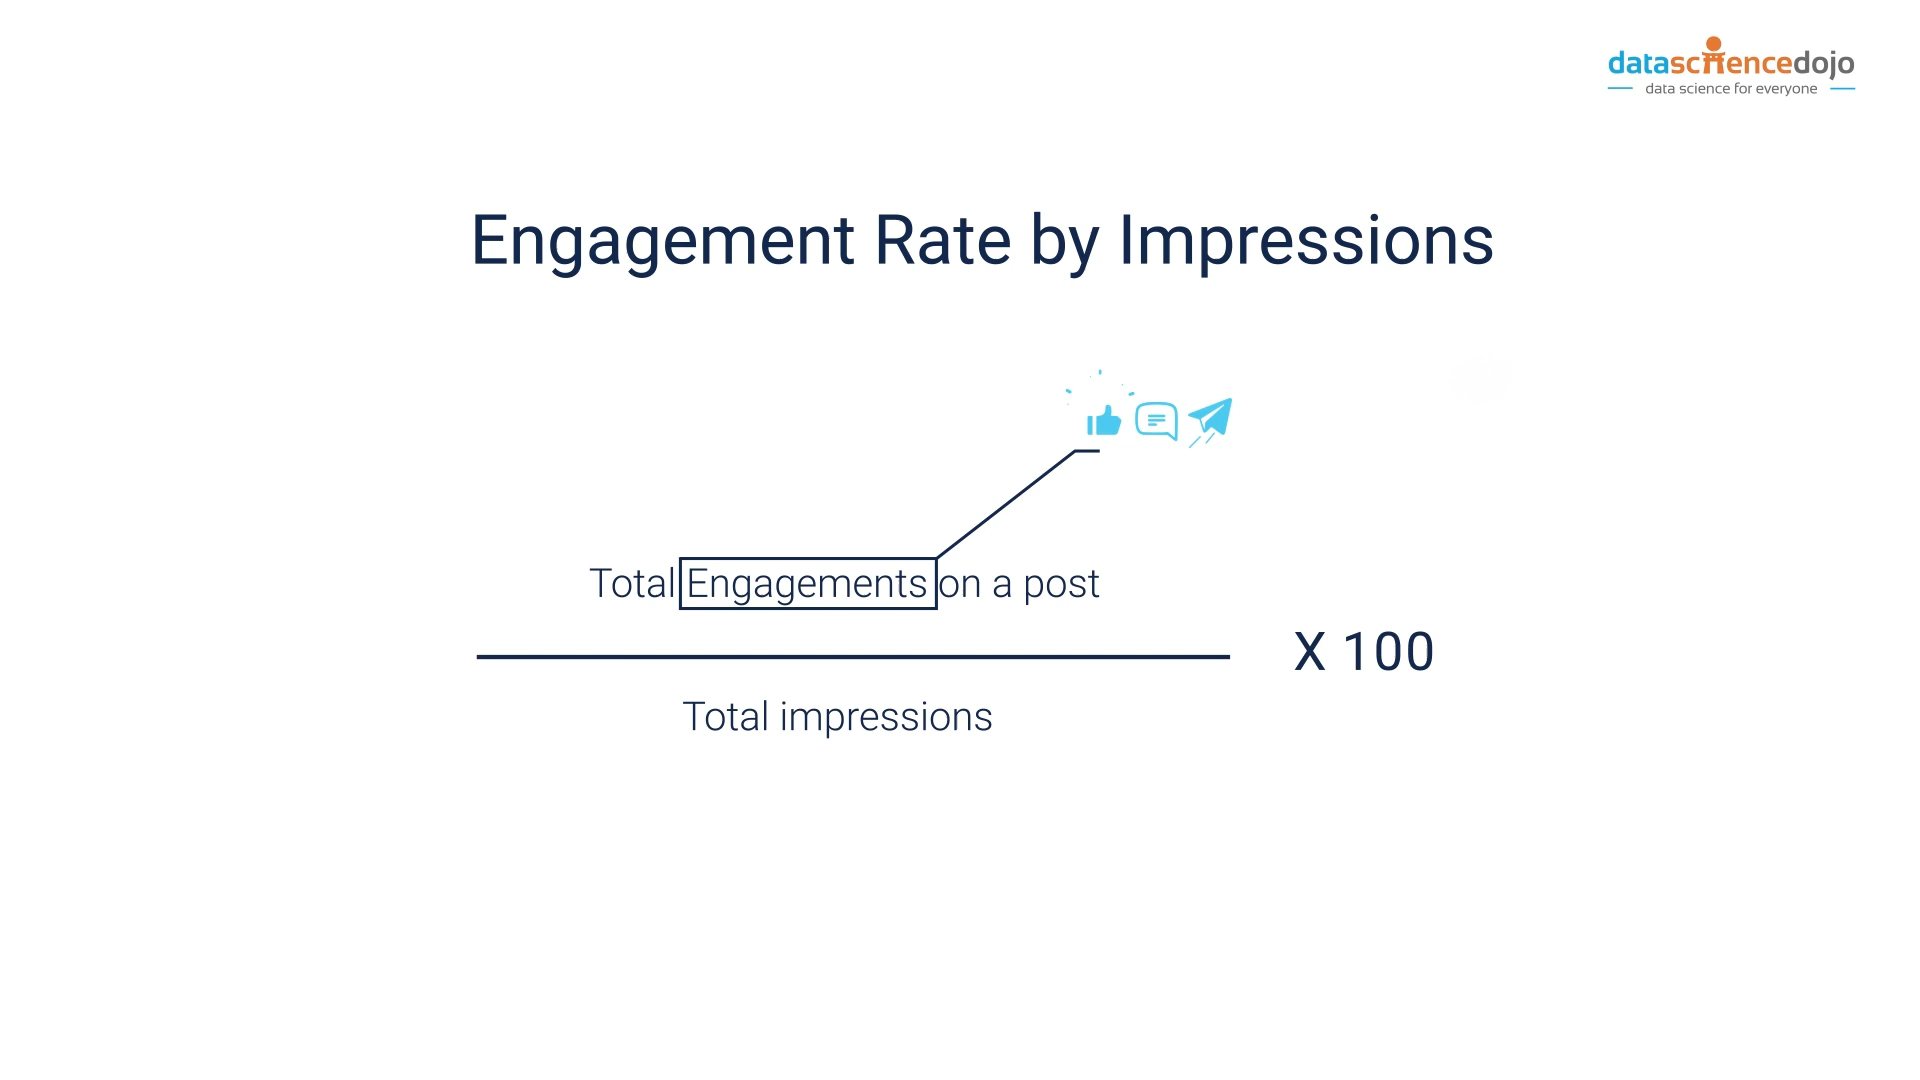 datasciencedojo
data science for everyone
Engagement Rate by Impressions
Total Engagements on a post
X 100
Total impressions